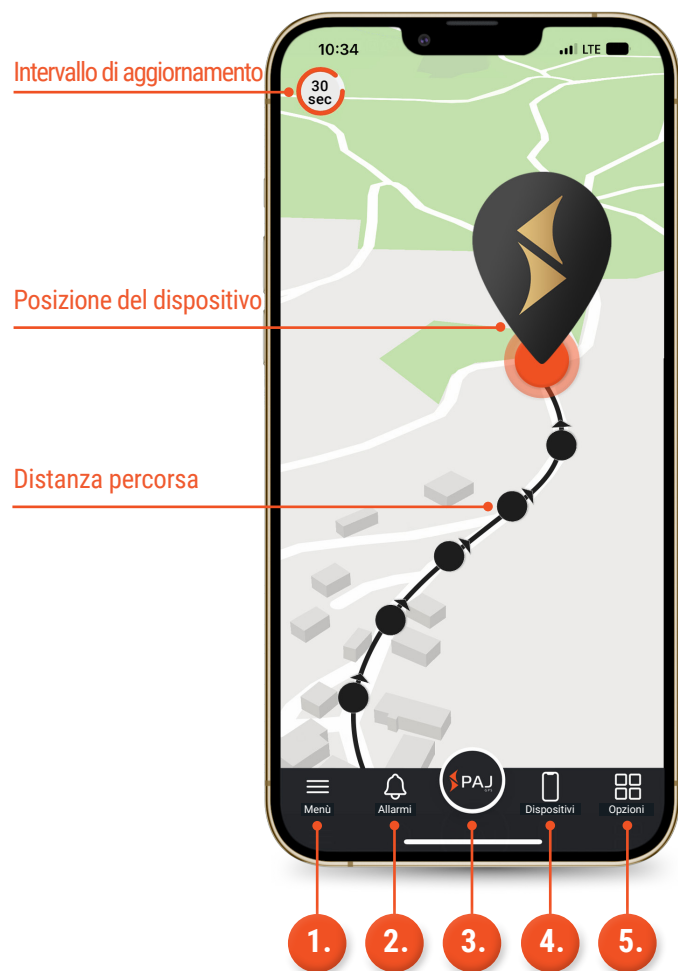 10:34
LTE
Intervallo di aggiornamento
30
sec
Posizione del dispositivo
Distanza percorsa
PAJ
Menù
Allarmi
Dispositivi
Opzioni
1.
2.
3.
4.
5.